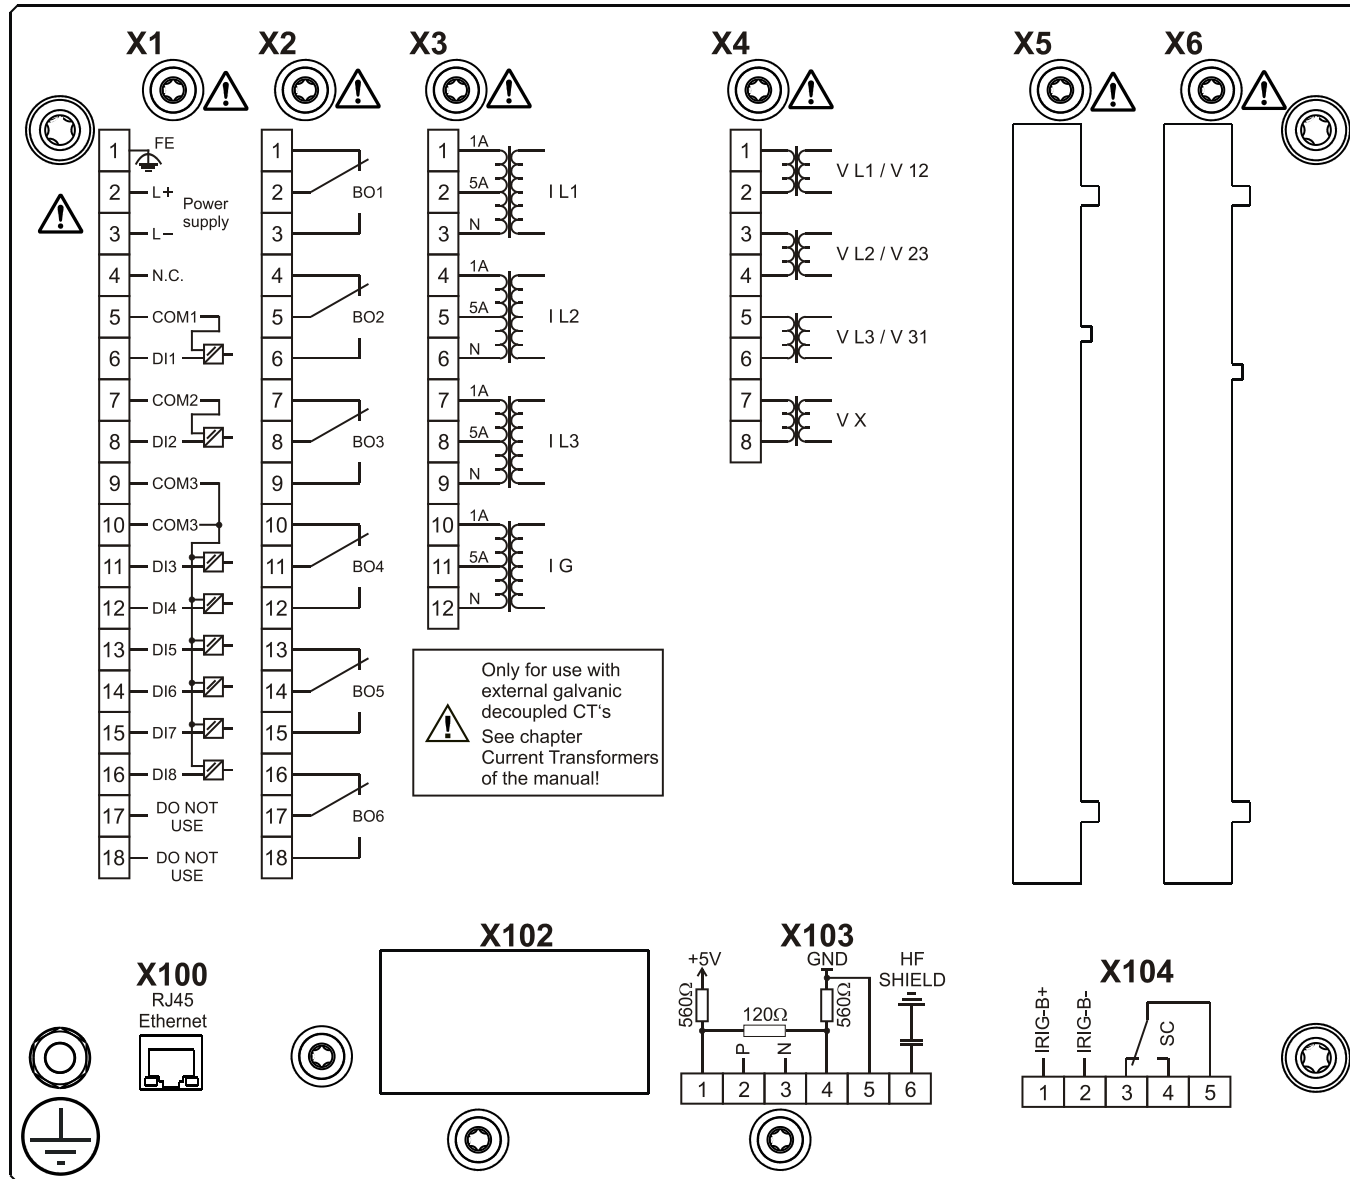 X1
X2
X3
X4
X5
X6
1 FE
2 L+
3 L−
Power
supply
4 N.C.
5 COM1
6 DI1
7 COM2
8 DI2
9 COM3
10 COM3
11 DI3
12 DI4
13 DI5
14 DI6
15 DI7
16 DI8
17 DO NOT
USE
18 DO NOT
USE
1
2 BO1
3
4
5 BO2
6
7
8 BO3
9
10
11 BO4
12
13
14 BO5
15
16
17 BO6
18
1 1A
2 5A I L1
3 N
4 1A
5 5A I L2
6 N
7 1A
8 5A I L3
9 N
10 1A
11 5A I G
12 N
Only for use with
external galvanic
decoupled CT‘s
See chapter
Current Transformers
of the manual!
1
V L1 / V 12
2
3
V L2 / V 23
4
5
V L3 / V 31
6
7
V X
8
X100
RJ45
Ethernet
X102
X103
+5V GND HF
SHIELD
560Ω 120Ω 560Ω
P N
1 2 3 4 5 6
X104
IRIG-B+ IRIG-B- SC
1 2 3 4 5